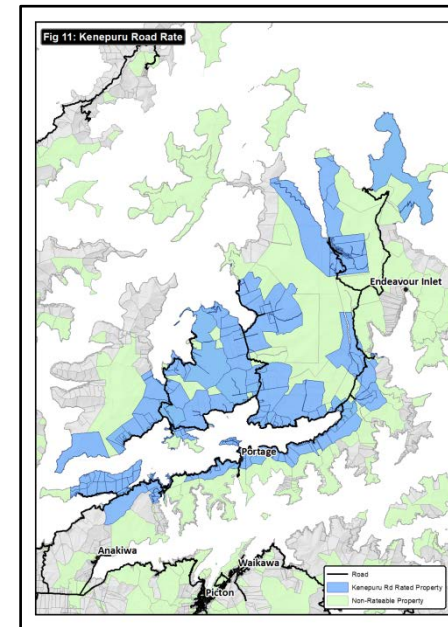 Fig 11: Kenepuru Road Rate
Endeavour Inlet
Portage
Anakiwa
Waikawa
Picton
Road
Kenepuru Rd Rated Property
Non-Rateable Property